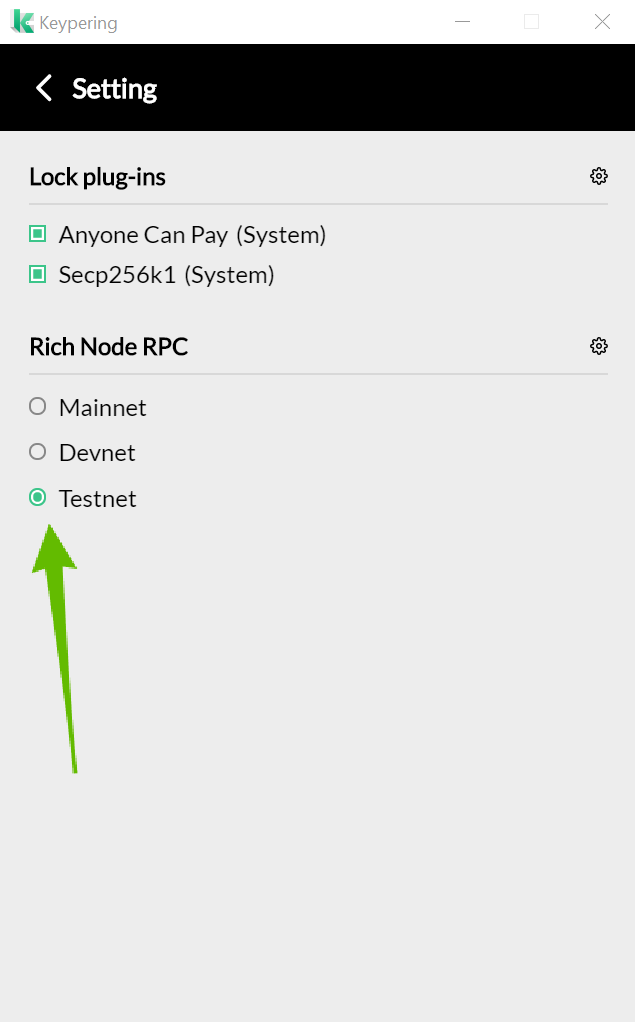 Keypering
Setting
Lock plug-ins
Anyone Can Pay (System)
Secp256k1 (System)
Rich Node RPC
Mainnet
Devnet
Testnet